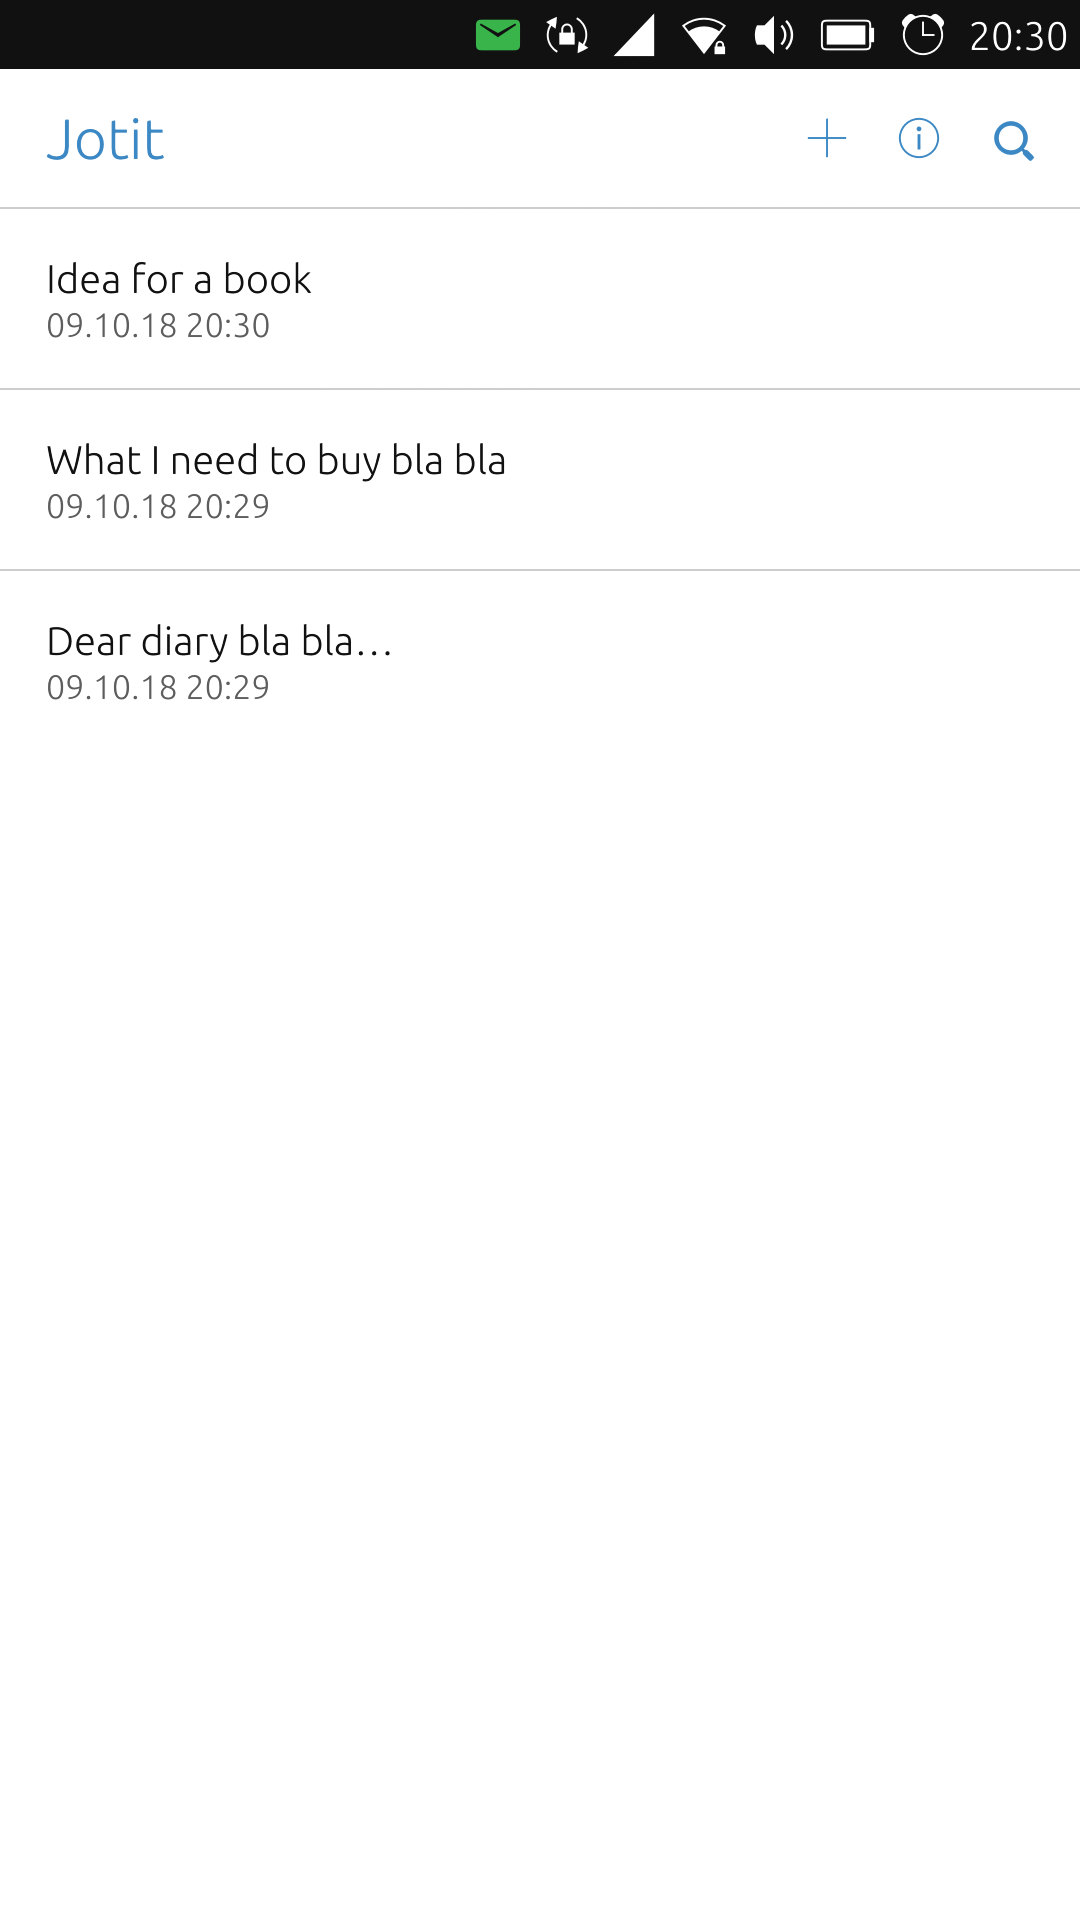 20:30
Jotit
Idea for a book
09.10.18 20:30
What I need to buy bla bla
09.10.18 20:29
Dear diary bla bla...
09.10.18 20:29